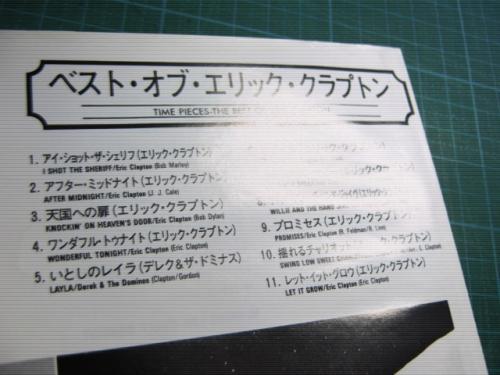 ベスト・オブ・エリック・クラプトン
TIME PIECES-THE BEST
1. アイ・ショット・ザ・シェリフ(エリック・クラプトン)
I SHOT THE SHERIFF/Eric Clapton (Bob Marley)
2. アフター・ミッドナイト(エリック・クラプトン)
AFTER MIDNIGHT/Eric Clapton (J. J. Cale)
3. 天国への扉(エリック・クラプトン)
KNOCKIN' ON HEAVEN'S DOOR/Eric Clapton (Bob Dylan)
4. ワンダフル・トゥナイト(エリック・クラプトン)
WONDERFUL TONIGHT/Eric Clapton (Eric Clapton)
5. いとしのレイラ(デレク&ザ・ドミナス)
LAYLA/Derek & The Dominos (Clapton/Gordon)
WILLIE AND THE HAND
9. プロミセス(エリック・クラプトン)
PROMISES/Eric Clapton (R. Feldman/R. Linn)
10. 揺れるチャリオット
SWING LOW SWEET Clapton)
11. レット・イット・グロウ(エリック・クラプトン)
LET IT GROW/Eric Clapton (Eric Clapton)